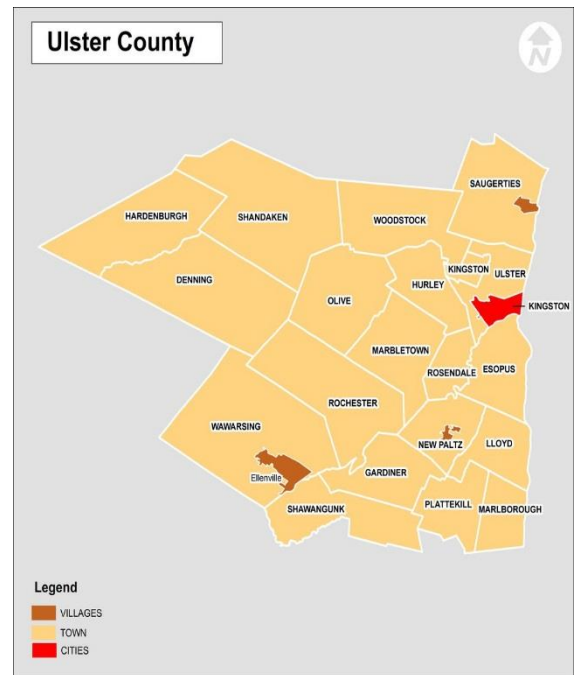 Ulster County
N
SAUGERTIES
HARDENBURGH
SHANDAKEN
WOODSTOCK
KINGSTON
ULSTER
DENNING
HURLEY
OLIVE
KINGSTON
MARBLETOWN
ROSENDALE
ESOPUS
ROCHESTER
WAWARSING
NEW PALTZ
LLOYD
GARDINER
Ellenville
PLATTEKILL
MARLBOROUGH
SHAWANGUNK
Legend
VILLAGES
TOWN
CITIES